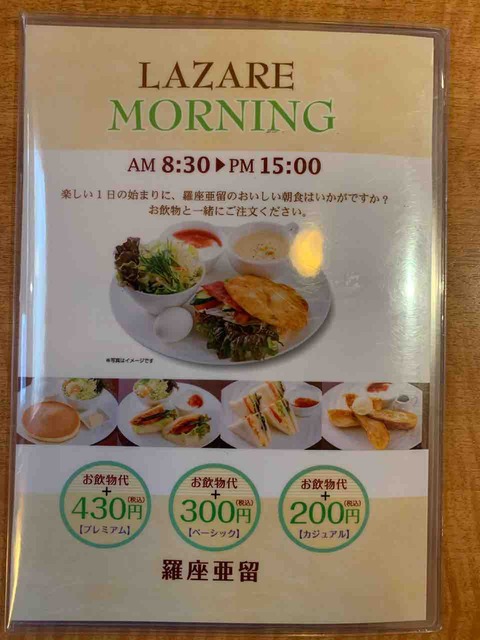 LAZARE
MORNING
AM 8:30▶PM 15:00
楽しい1日の始まりに、羅座亜留のおいしい朝食はいかがですか?
お飲物と一緒にご注文ください。
※写真はイメージです
お飲物代
+
430円(税込)
【プレミアム】
お飲物代
+
300円(税込)
【ベーシック】
お飲物代
+
200円(税込)
【カジュアル】
羅座亜留